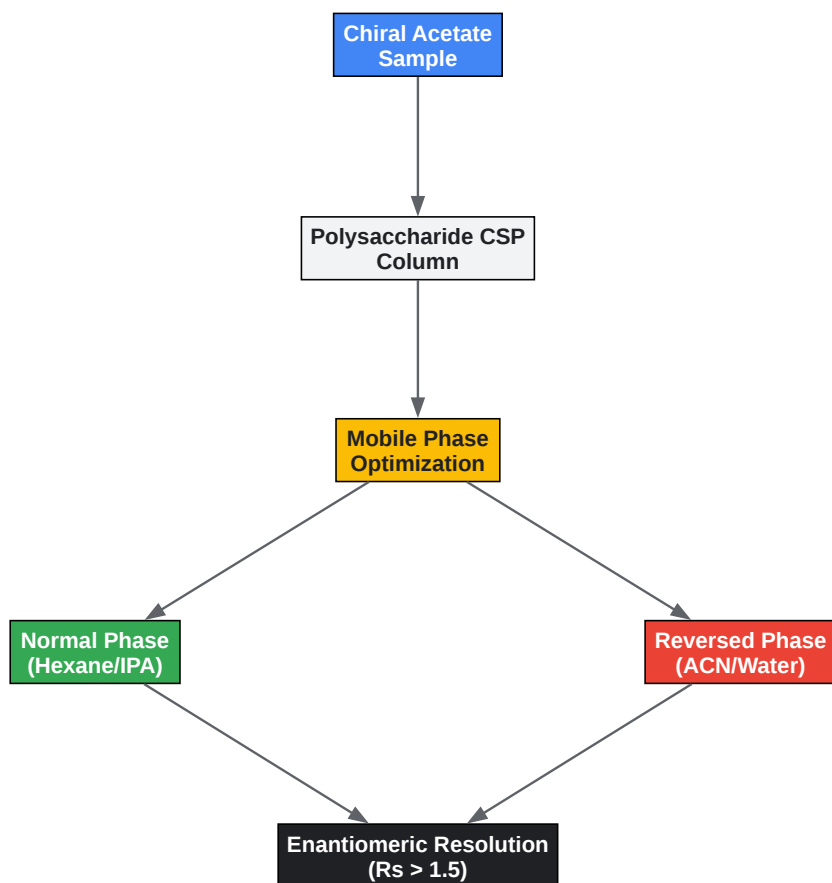 Chiral Acetate
Sample
Polysaccharide CSP
Column
Mobile Phase
Optimization
Normal Phase
(Hexane/IPA)
Reversed Phase
(ACN/Water)
Enantiomeric Resolution
(Rs > 1.5)